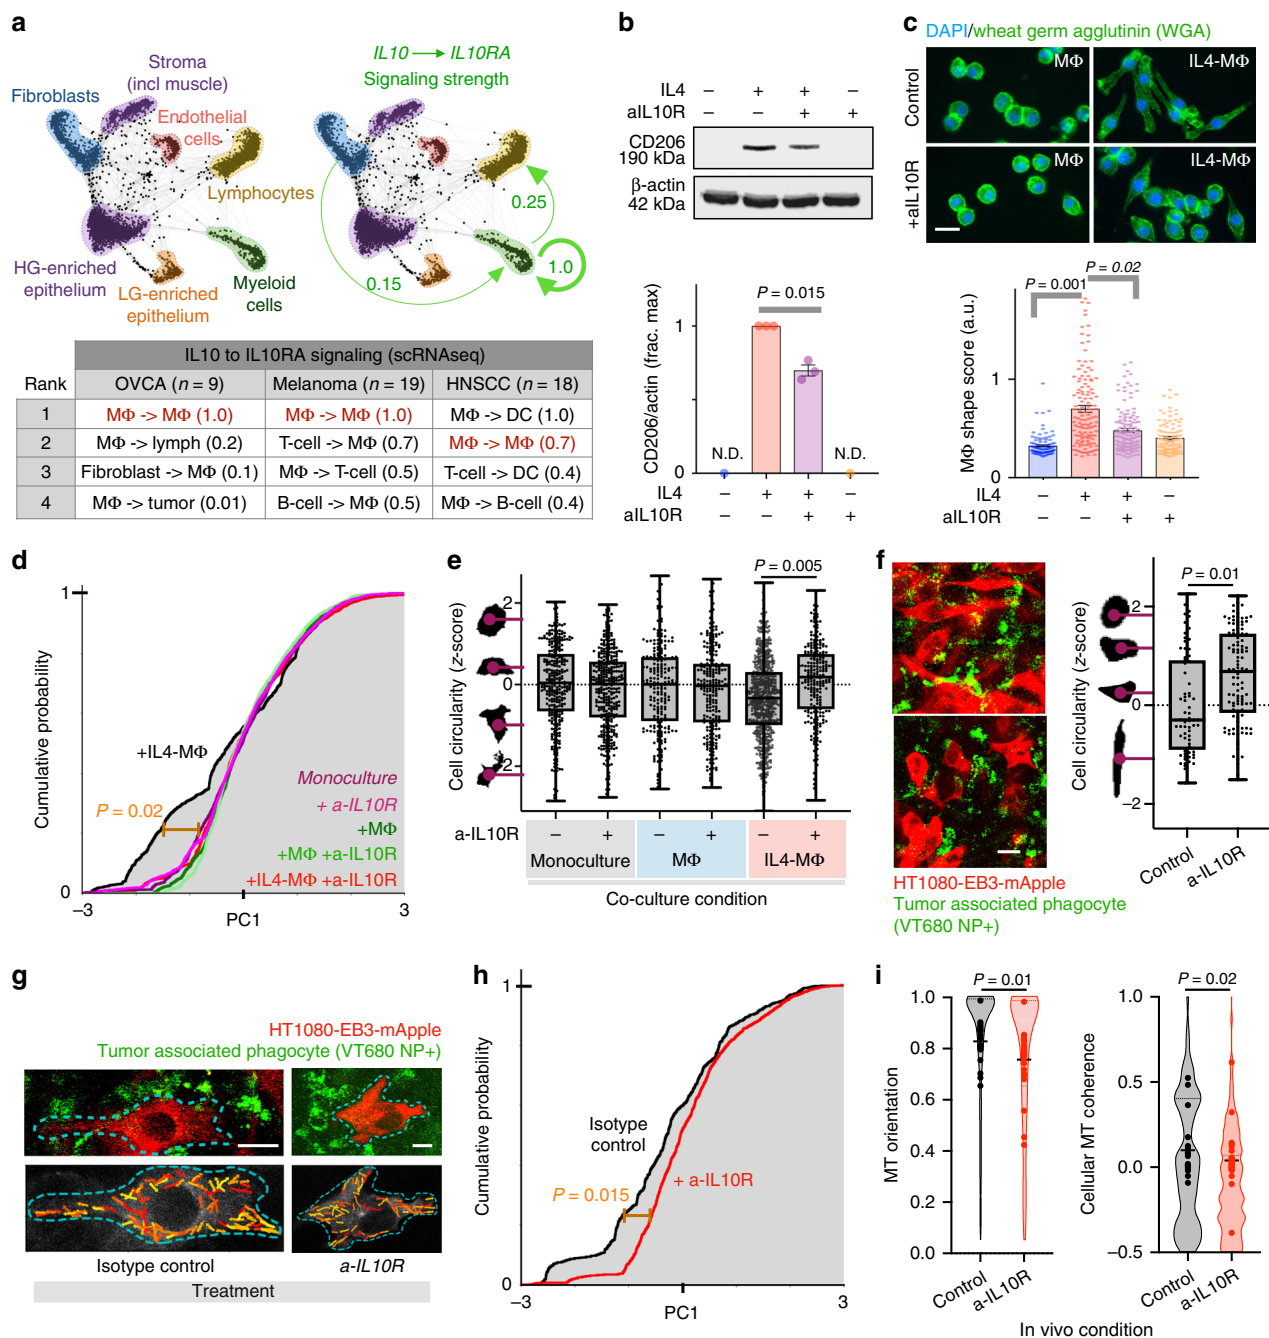 a
Stroma
(incl muscle)
Fibroblasts
Endothelial
cells
Lymphocytes
HG-enriched
epithelium
LG-enriched
epithelium
Myeloid
cells
IL10 → IL10RA
Signaling strength
0.25
0.15
1.0
IL10 to IL10RA signaling (scRNAseq)
Rank OVCA (n = 9) Melanoma (n = 19) HNSCC (n = 18)
1 MΦ -> MΦ (1.0) MΦ -> MΦ (1.0) MΦ -> DC (1.0)
2 MΦ -> lymph (0.2) T-cell -> MΦ (0.7) MΦ -> MΦ (0.7)
3 Fibroblast -> MΦ (0.1) MΦ -> T-cell (0.5) T-cell -> DC (0.4)
4 MΦ -> tumor (0.01) B-cell -> MΦ (0.5) MΦ -> B-cell (0.4)
b
IL4 – + + –
aIL10R – – + +
CD206
190 kDa
β-actin
42 kDa
P = 0.015
CD206/actin (frac. max)
1
0
N.D. N.D.
IL4 – + + –
aIL10R – – + +
c
DAPI/wheat germ agglutinin (WGA)
Control
MΦ IL4-MΦ
+aIL10R
MΦ IL4-MΦ
P = 0.02
P = 0.001
MΦ shape score (a.u.)
1
0
IL4 – + + –
aIL10R – – + +
d
Cumulative probability
1
0
+IL4-MΦ
P = 0.02
Monoculture
+ a-IL10R
+MΦ
+MΦ +a-IL10R
+IL4-MΦ +a-IL10R
–3 3
PC1
e
P = 0.005
Cell circularity (z-score)
2
0
–2
a-IL10R – + – + – +
Monoculture MΦ IL4-MΦ
Co-culture condition
f
HT1080-EB3-mApple
Tumor associated phagocyte
(VT680 NP+)
P = 0.01
Cell circularity (z-score)
2
0
–2
Control
a-IL10R
g
HT1080-EB3-mApple
Tumor associated phagocyte (VT680 NP+)
Isotype control a-IL10R
Treatment
h
Cumulative probability
1
0
Isotype
control
P = 0.015
+ a-IL10R
–3 3
PC1
i
P = 0.01
MT orientation
1.0
0.8
0.6
0.4
0.2
0.0
Control
a-IL10R
P = 0.02
Cellular MT coherence
1.0
0.5
0.0
–0.5
Control
a-IL10R
In vivo condition